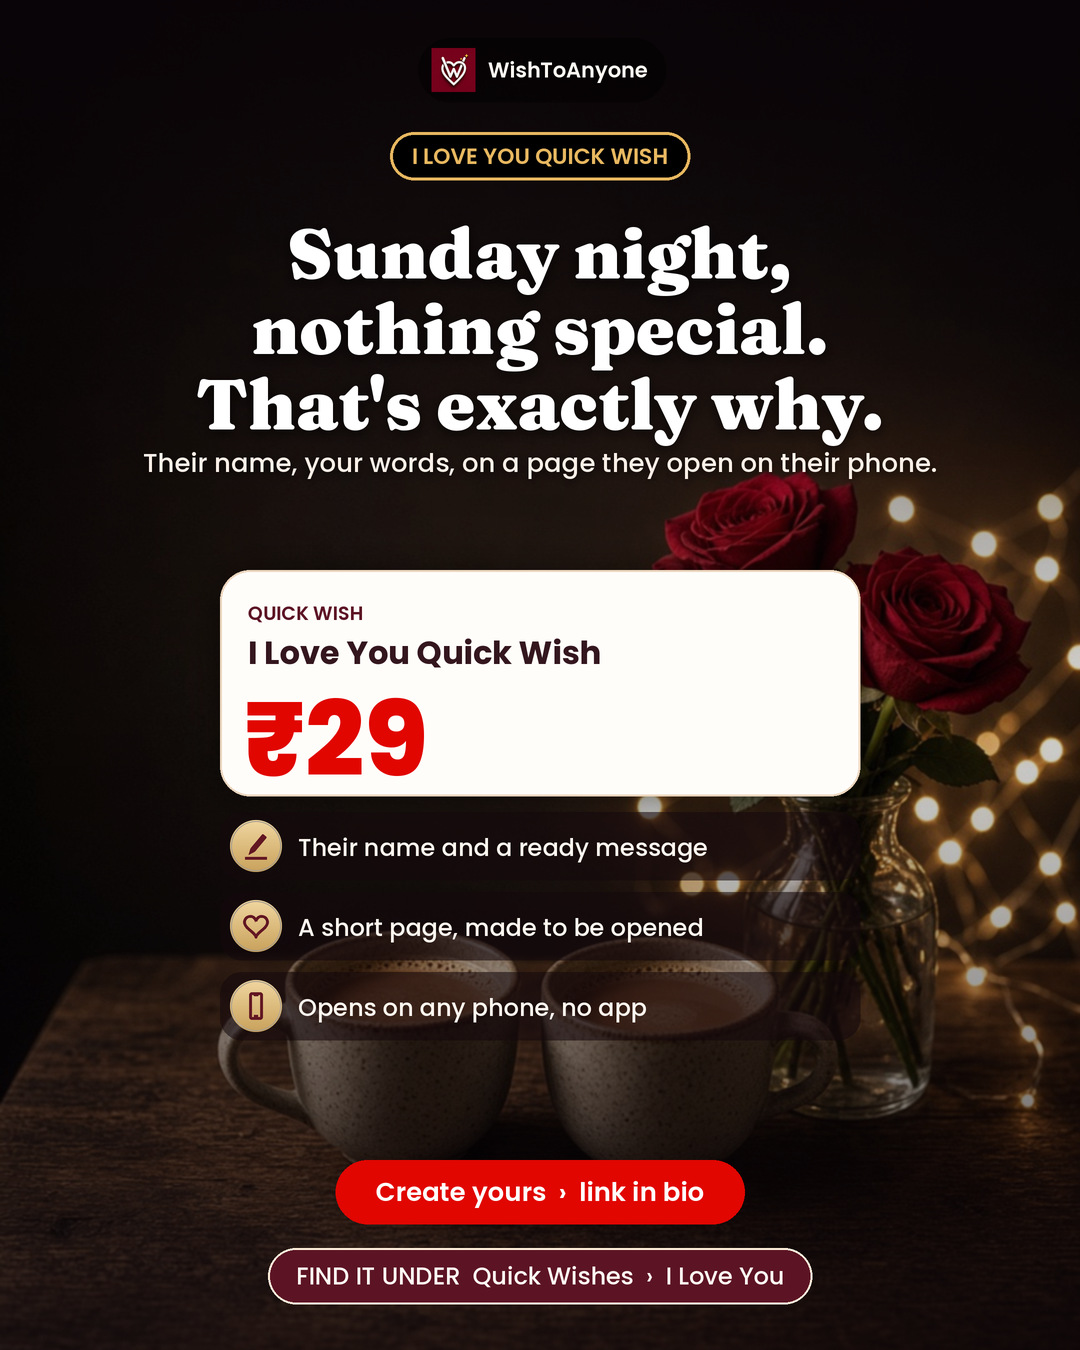 WishToAnyone
I LOVE YOU QUICK WISH
Sunday night,
nothing special.
That's exactly why.
Their name, your words, on a page they open on their phone.
QUICK WISH
I Love You Quick Wish
₹29
Their name and a ready message
A short page, made to be opened
Opens on any phone, no app
Create yours › link in bio
FIND IT UNDER Quick Wishes › I Love You